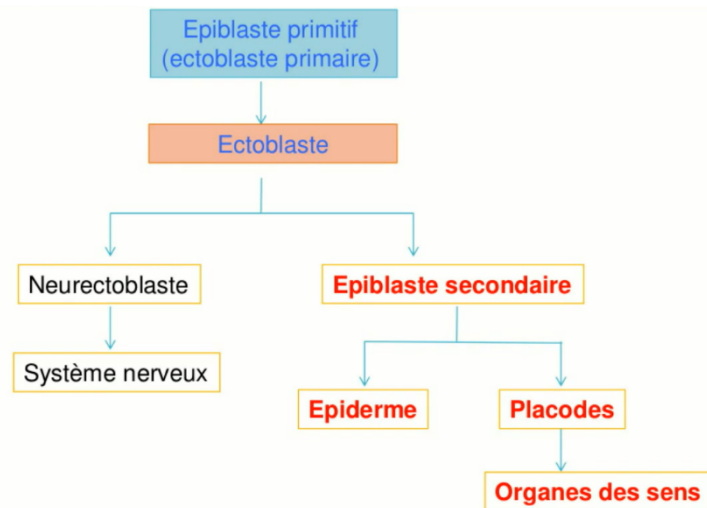 Epiblaste primitif
(ectoblaste primaire)
Ectoblaste
Neurectoblaste
Epiblaste secondaire
Système nerveux
Epiderme
Placodes
Organes des sens